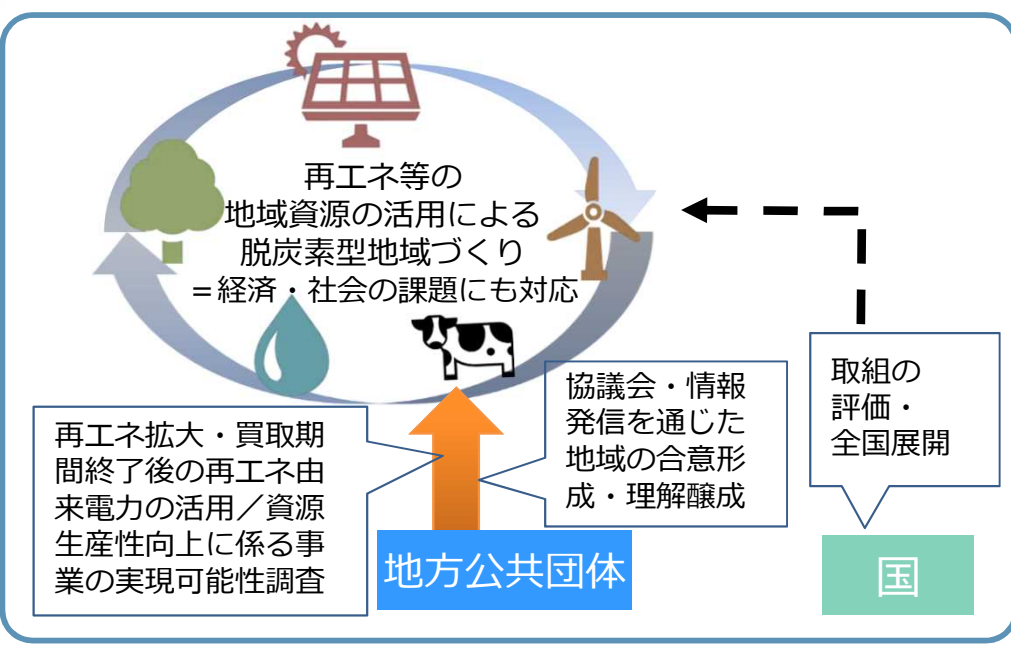 再エネ等の
地域資源の活用による
脱炭素型地域づくり
＝経済・社会の課題にも対応
再エネ拡大・買取期
間終了後の再エネ由
来電力の活用／資源
生産性向上に係る事
業の実現可能性調査
協議会・情報
発信を通じた
地域の合意形
成・理解醸成
取組の
評価・
全国展開
地方公共団体
国